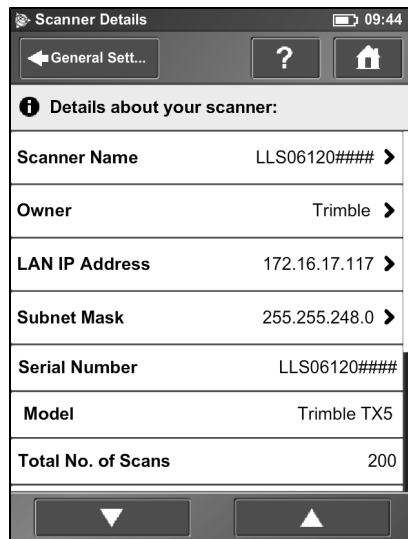 Scanner Details 09:44
General Sett... ?
Details about your scanner:
Scanner Name LLS06120####
Owner Trimble
LAN IP Address 172.16.17.117
Subnet Mask 255.255.248.0
Serial Number LLS06120####
Model Trimble TX5
Total No. of Scans 200